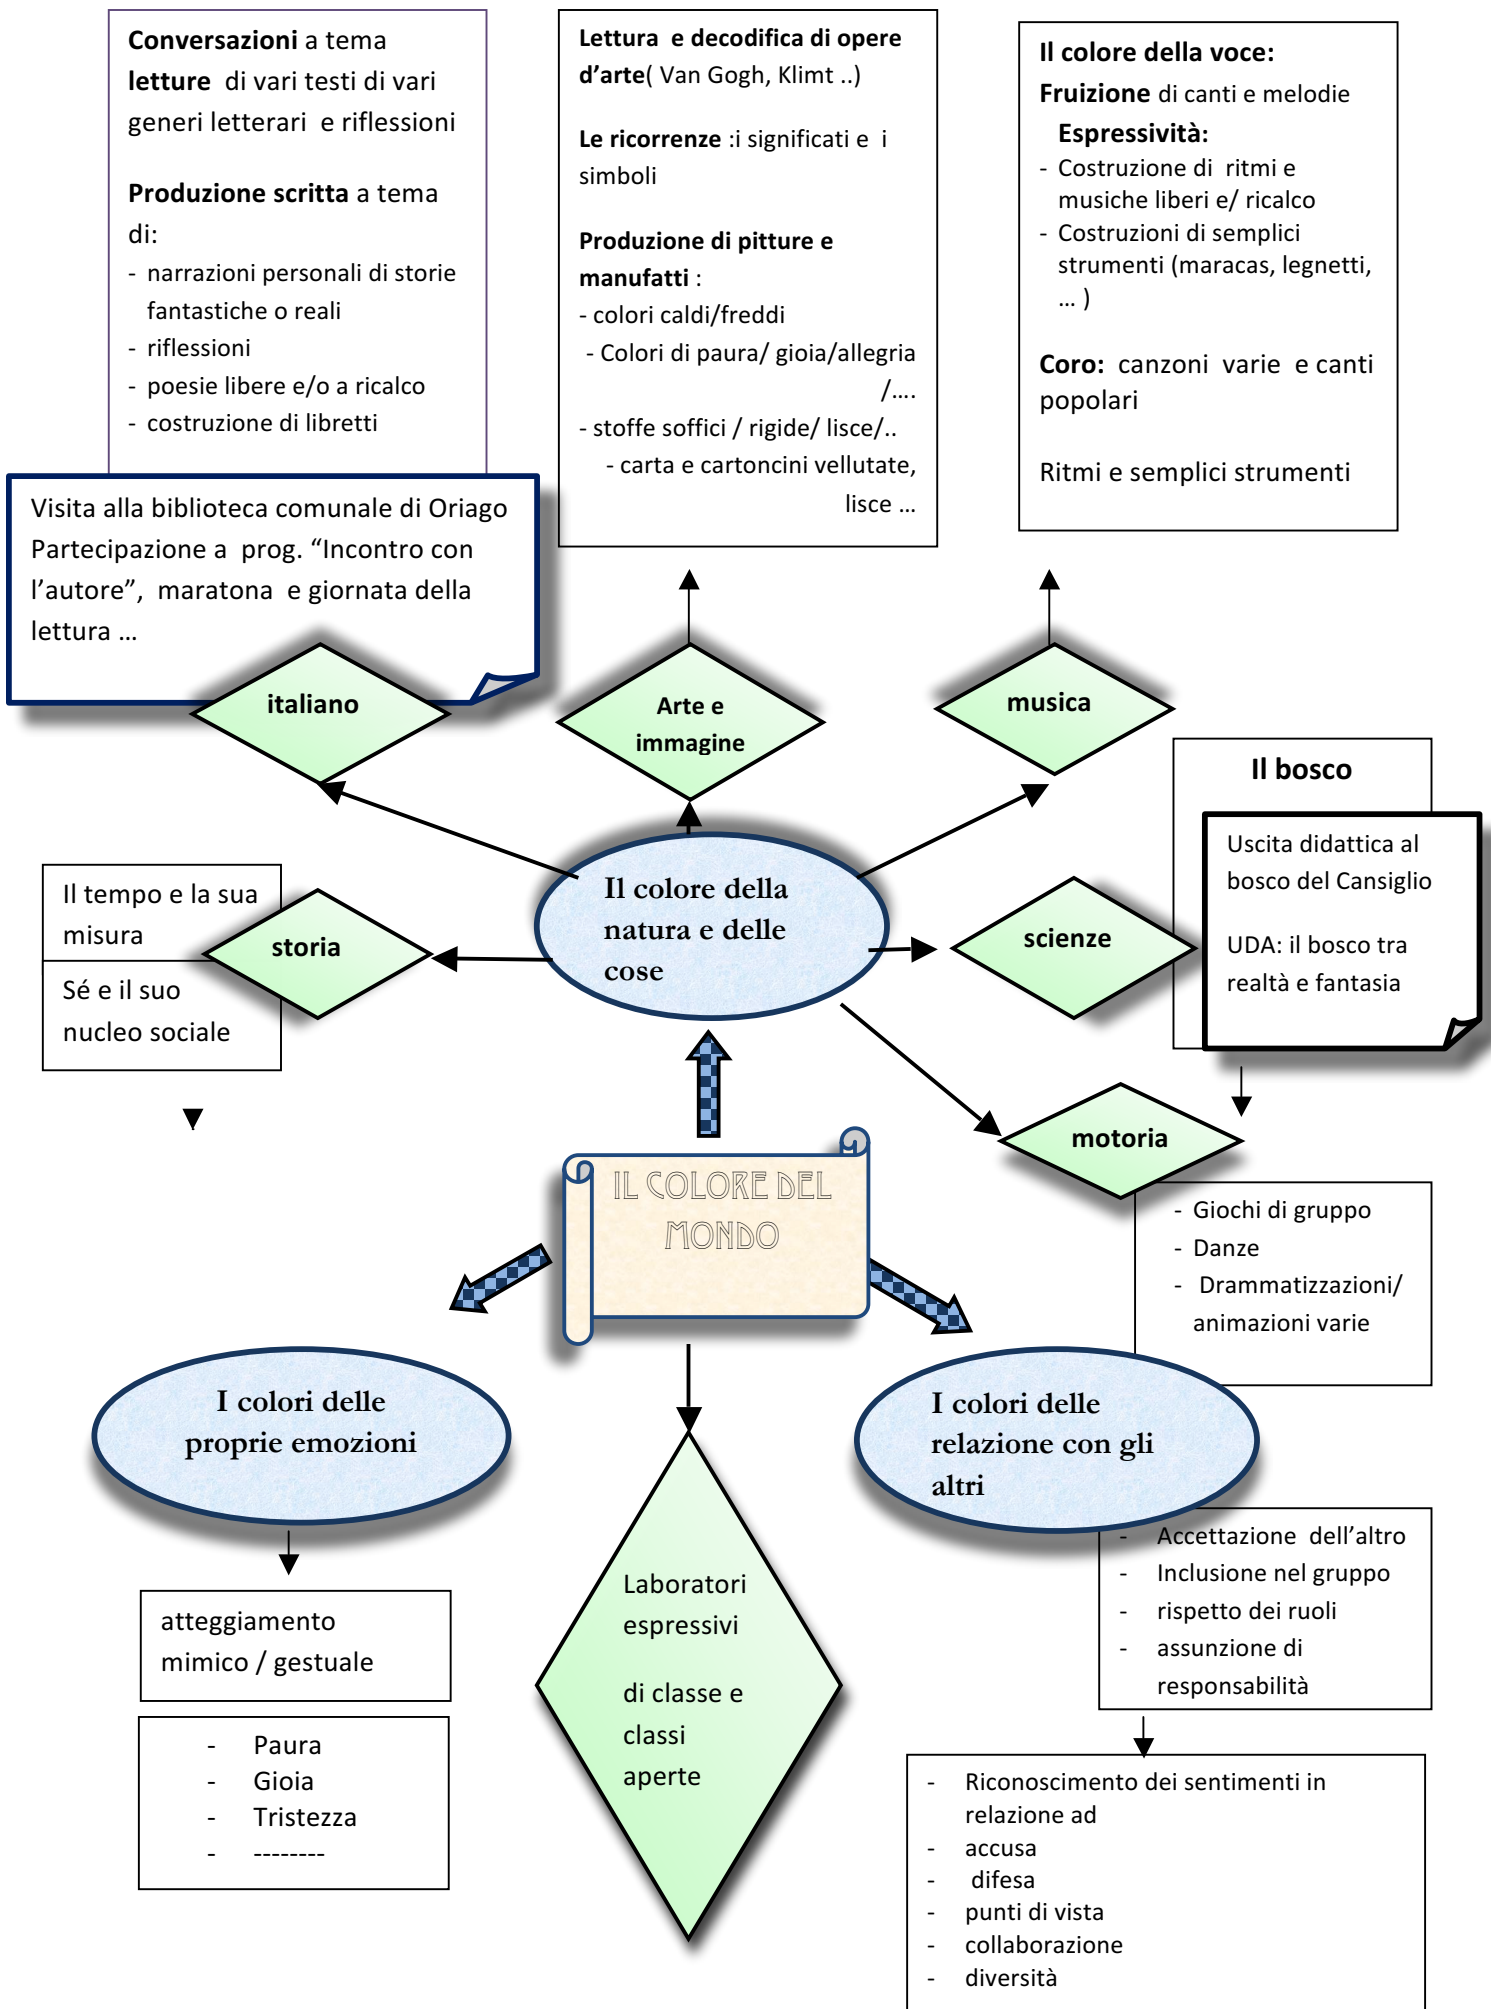 Conversazioni a tema
letture di vari testi di vari
generi letterari e riflessioni
Produzione scritta a tema
di:
- narrazioni personali di storie
fantastiche o reali
- riflessioni
- poesie libere e/o a ricalco
- costruzione di libretti
Visita alla biblioteca comunale di Oriago
Partecipazione a prog. “Incontro con
l’autore”, maratona e giornata della
lettura …
Lettura e decodifica di opere
d’arte( Van Gogh, Klimt ..)
Le ricorrenze :i significati e i
simboli
Produzione di pitture e
manufatti :
- colori caldi/freddi
- Colori di paura/ gioia/allegria
/….
- stoffe soffici / rigide/ lisce/..
- carta e cartoncini vellutate,
lisce …
Il colore della voce:
Fruizione di canti e melodie
Espressività:
- Costruzione di ritmi e
musiche liberi e/ ricalco
- Costruzioni di semplici
strumenti (maracas, legnetti,
… )
Coro: canzoni varie e canti
popolari
Ritmi e semplici strumenti
italiano
Arte e
immagine
musica
Il bosco
Uscita didattica al
bosco del Cansiglio
UDA: il bosco tra
realtà e fantasia
Il tempo e la sua
misura
Sé e il suo
nucleo sociale
storia
Il colore della
natura e delle
cose
scienze
motoria
- Giochi di gruppo
- Danze
- Drammatizzazioni/
animazioni varie
IL COLORE DEL
MONDO
I colori delle
proprie emozioni
I colori delle
relazione con gli
altri
atteggiamento
mimico / gestuale
- Paura
- Gioia
- Tristezza
- --------
Laboratori
espressivi
di classe e
classi
aperte
- Accettazione dell’altro
- Inclusione nel gruppo
- rispetto dei ruoli
- assunzione di
responsabilità
- Riconoscimento dei sentimenti in
relazione ad
- accusa
- difesa
- punti di vista
- collaborazione
- diversità